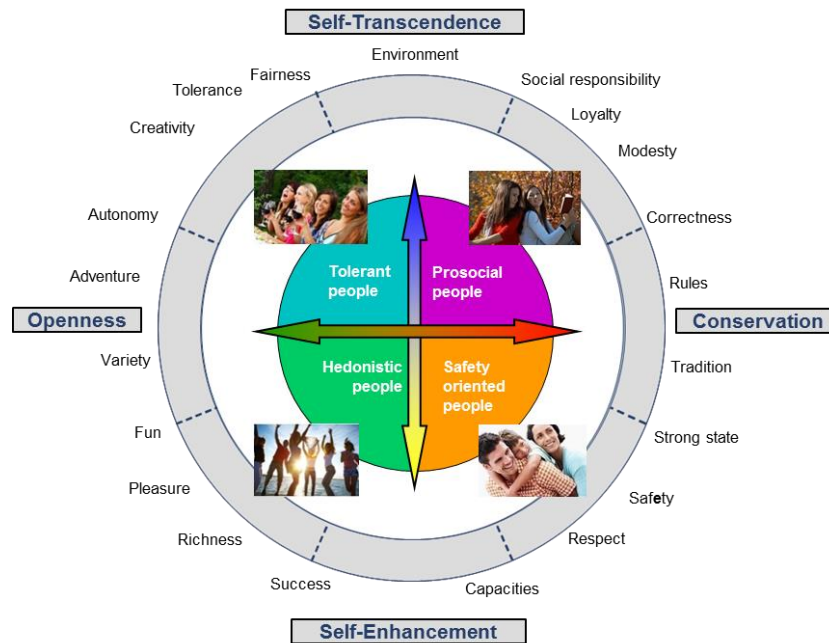 Self-Transcendence
Environment
Fairness
Social responsibility
Tolerance
Loyalty
Creativity
Modesty
Autonomy
Correctness
Tolerant
people
Prosocial
people
Adventure
Rules
Openness
Conservation
Variety
Tradition
Hedonistic
people
Safety
oriented
people
Fun
Strong state
Pleasure
Safety
Richness
Respect
Success
Capacities
Self-Enhancement